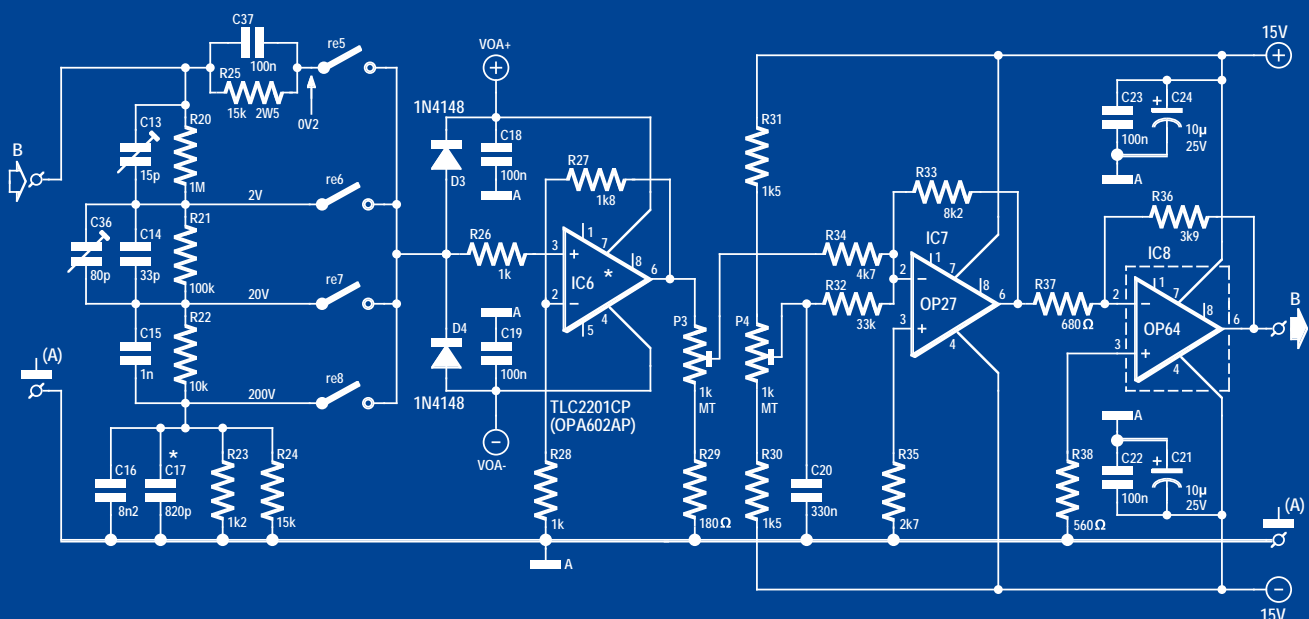 C37
100n
re5
R25
15k
2W5
0V2
VOA+
15V
C13
15p
R20
1M
B
2V
re6
C36
80p
C14
33p
R21
100k
20V
re7
C15
1n
R22
10k
(A)
200V
re8
C16
8n2
*
C17
820p
R23
1k2
R24
15k
1N4148
D3
C18
100n
A
R27
1k8
R26
1k
1
7
8
3
+
IC6
*
6
2
–
4
5
D4
A
C19
100n
1N4148
TLC2201CP
(OPA602AP)
VOA-
R28
1k
A
P3
1k
MT
R29
180Ω
R31
1k5
P4
1k
MT
R30
1k5
R33
8k2
R34
4k7
R32
33k
C20
330n
IC7
1
7
8
2
–
OP27
6
3
+
4
R35
2k7
R37
680Ω
R36
3k9
IC8
1
7
8
2
–
OP64
6
3
+
4
B
R38
560Ω
C23
100n
+
C24
10µ
25V
A
A
C22
100n
+
C21
10µ
25V
(A)
15V